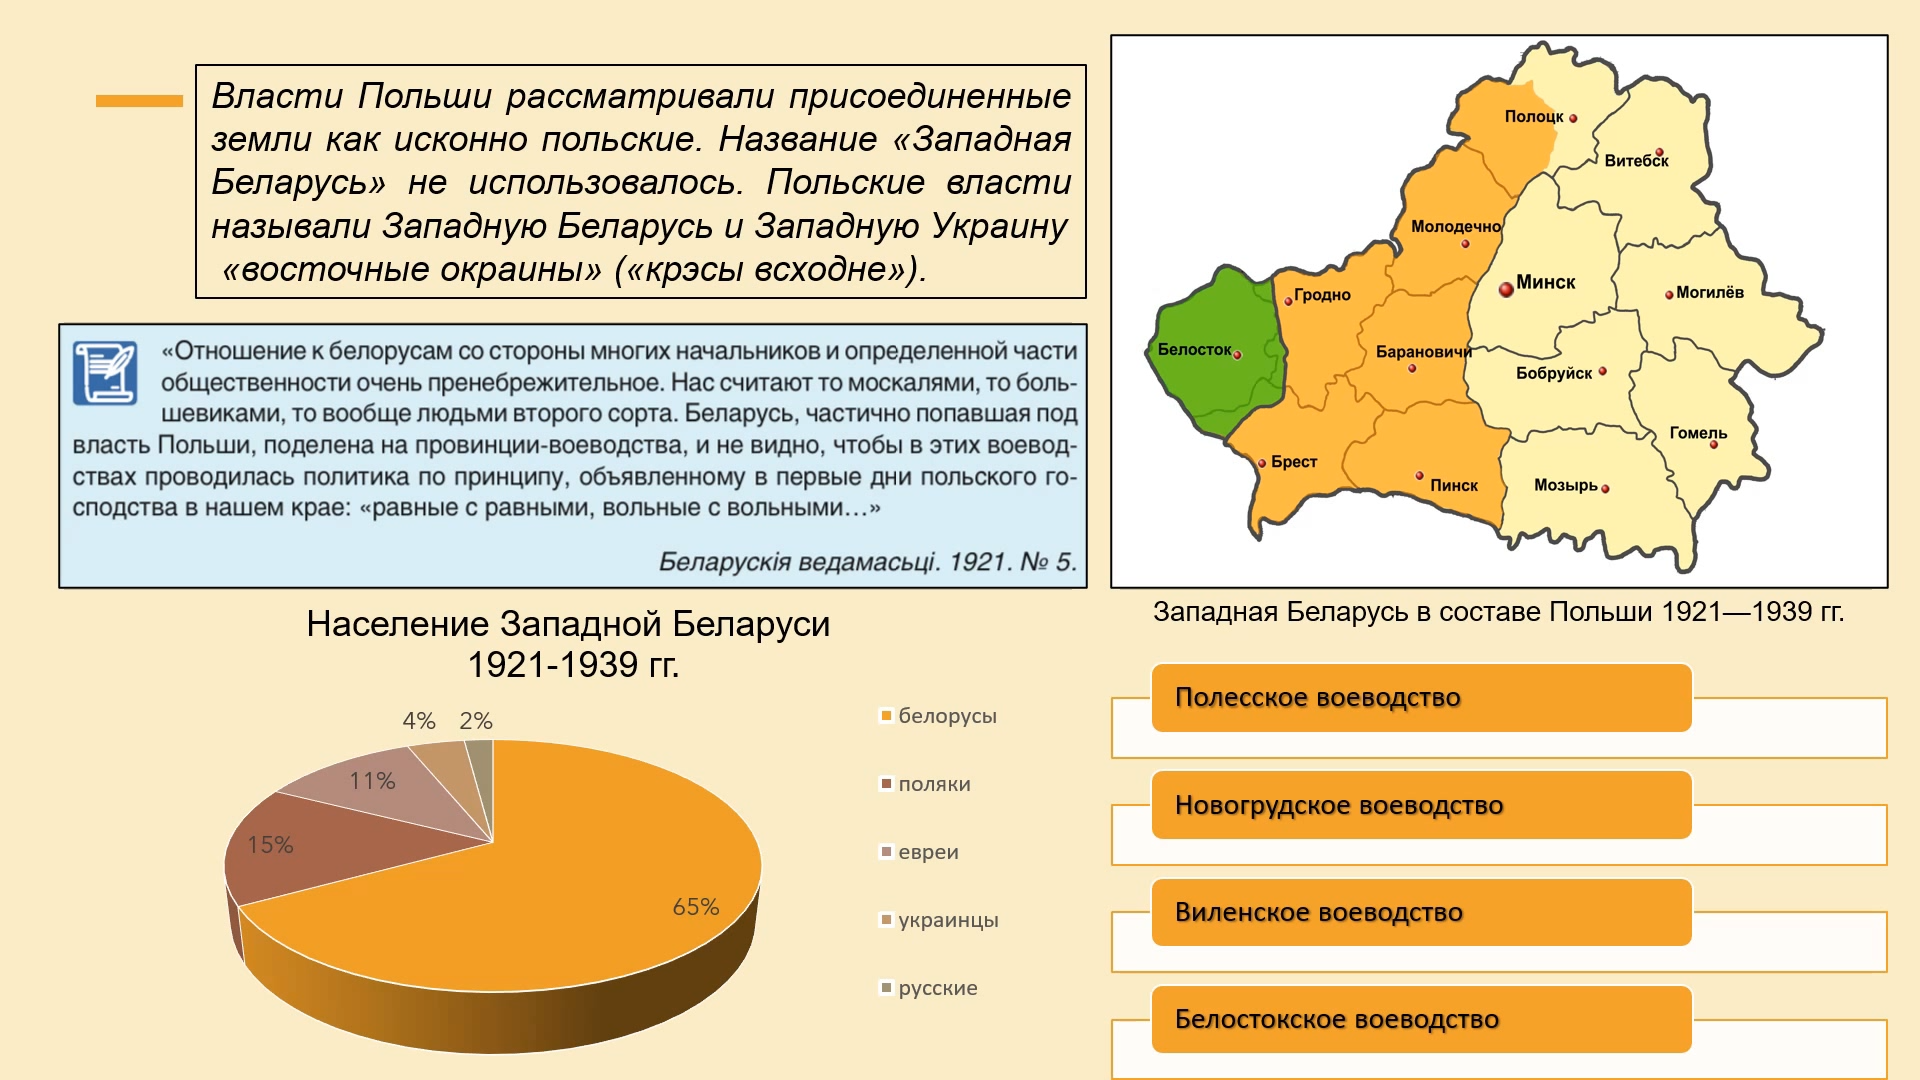 Власти Польши рассматривали присоединенные
земли как исконно польские. Название «Западная
Беларусь» не использовалось. Польские власти
называли Западную Беларусь и Западную Украину
«восточные окраины» («крэсы всходне»).
«Отношение к белорусам со стороны многих начальников и определенной части
общественности очень пренебрежительное. Нас считают то москалями, то боль-
шевиками, то вообще людьми второго сорта. Беларусь, частично попавшая под
власть Польши, поделена на провинции-воеводства, и не видно, чтобы в этих воевод-
ствах проводилась политика по принципу, объявленному в первые дни польского го-
сподства в нашем крае: «равные с равными, вольные с вольными…»
Беларускія ведамасьці. 1921. № 5.
Полоцк
Витебск
Молодечно
Минск
Гродно
Могилёв
Белосток
Барановичи
Бобруйск
Гомель
Брест
Пинск
Мозырь
Западная Беларусь в составе Польши 1921—1939 гг.
Население Западной Беларуси
1921-1939 гг.
4%
2%
11%
15%
65%
белорусы
поляки
евреи
украинцы
русские
Полесское воеводство
Новогрудское воеводство
Виленское воеводство
Белостокское воеводство